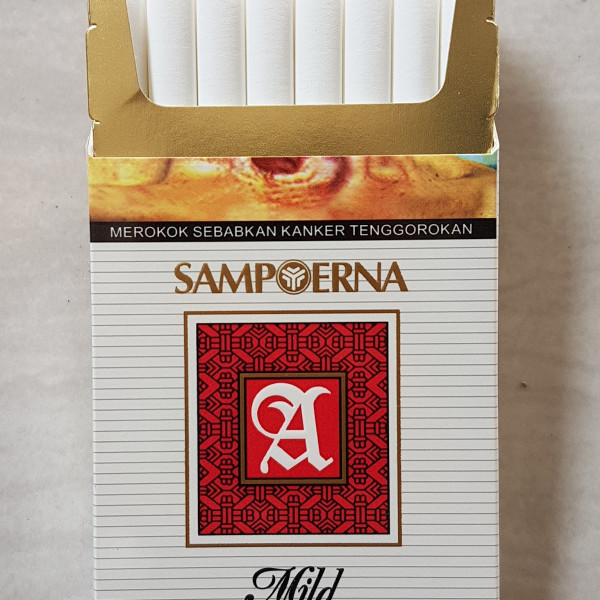 MEROKOK SEBABKAN KANKER TENGGOROKAN
SAMPOERNA
A
Mild